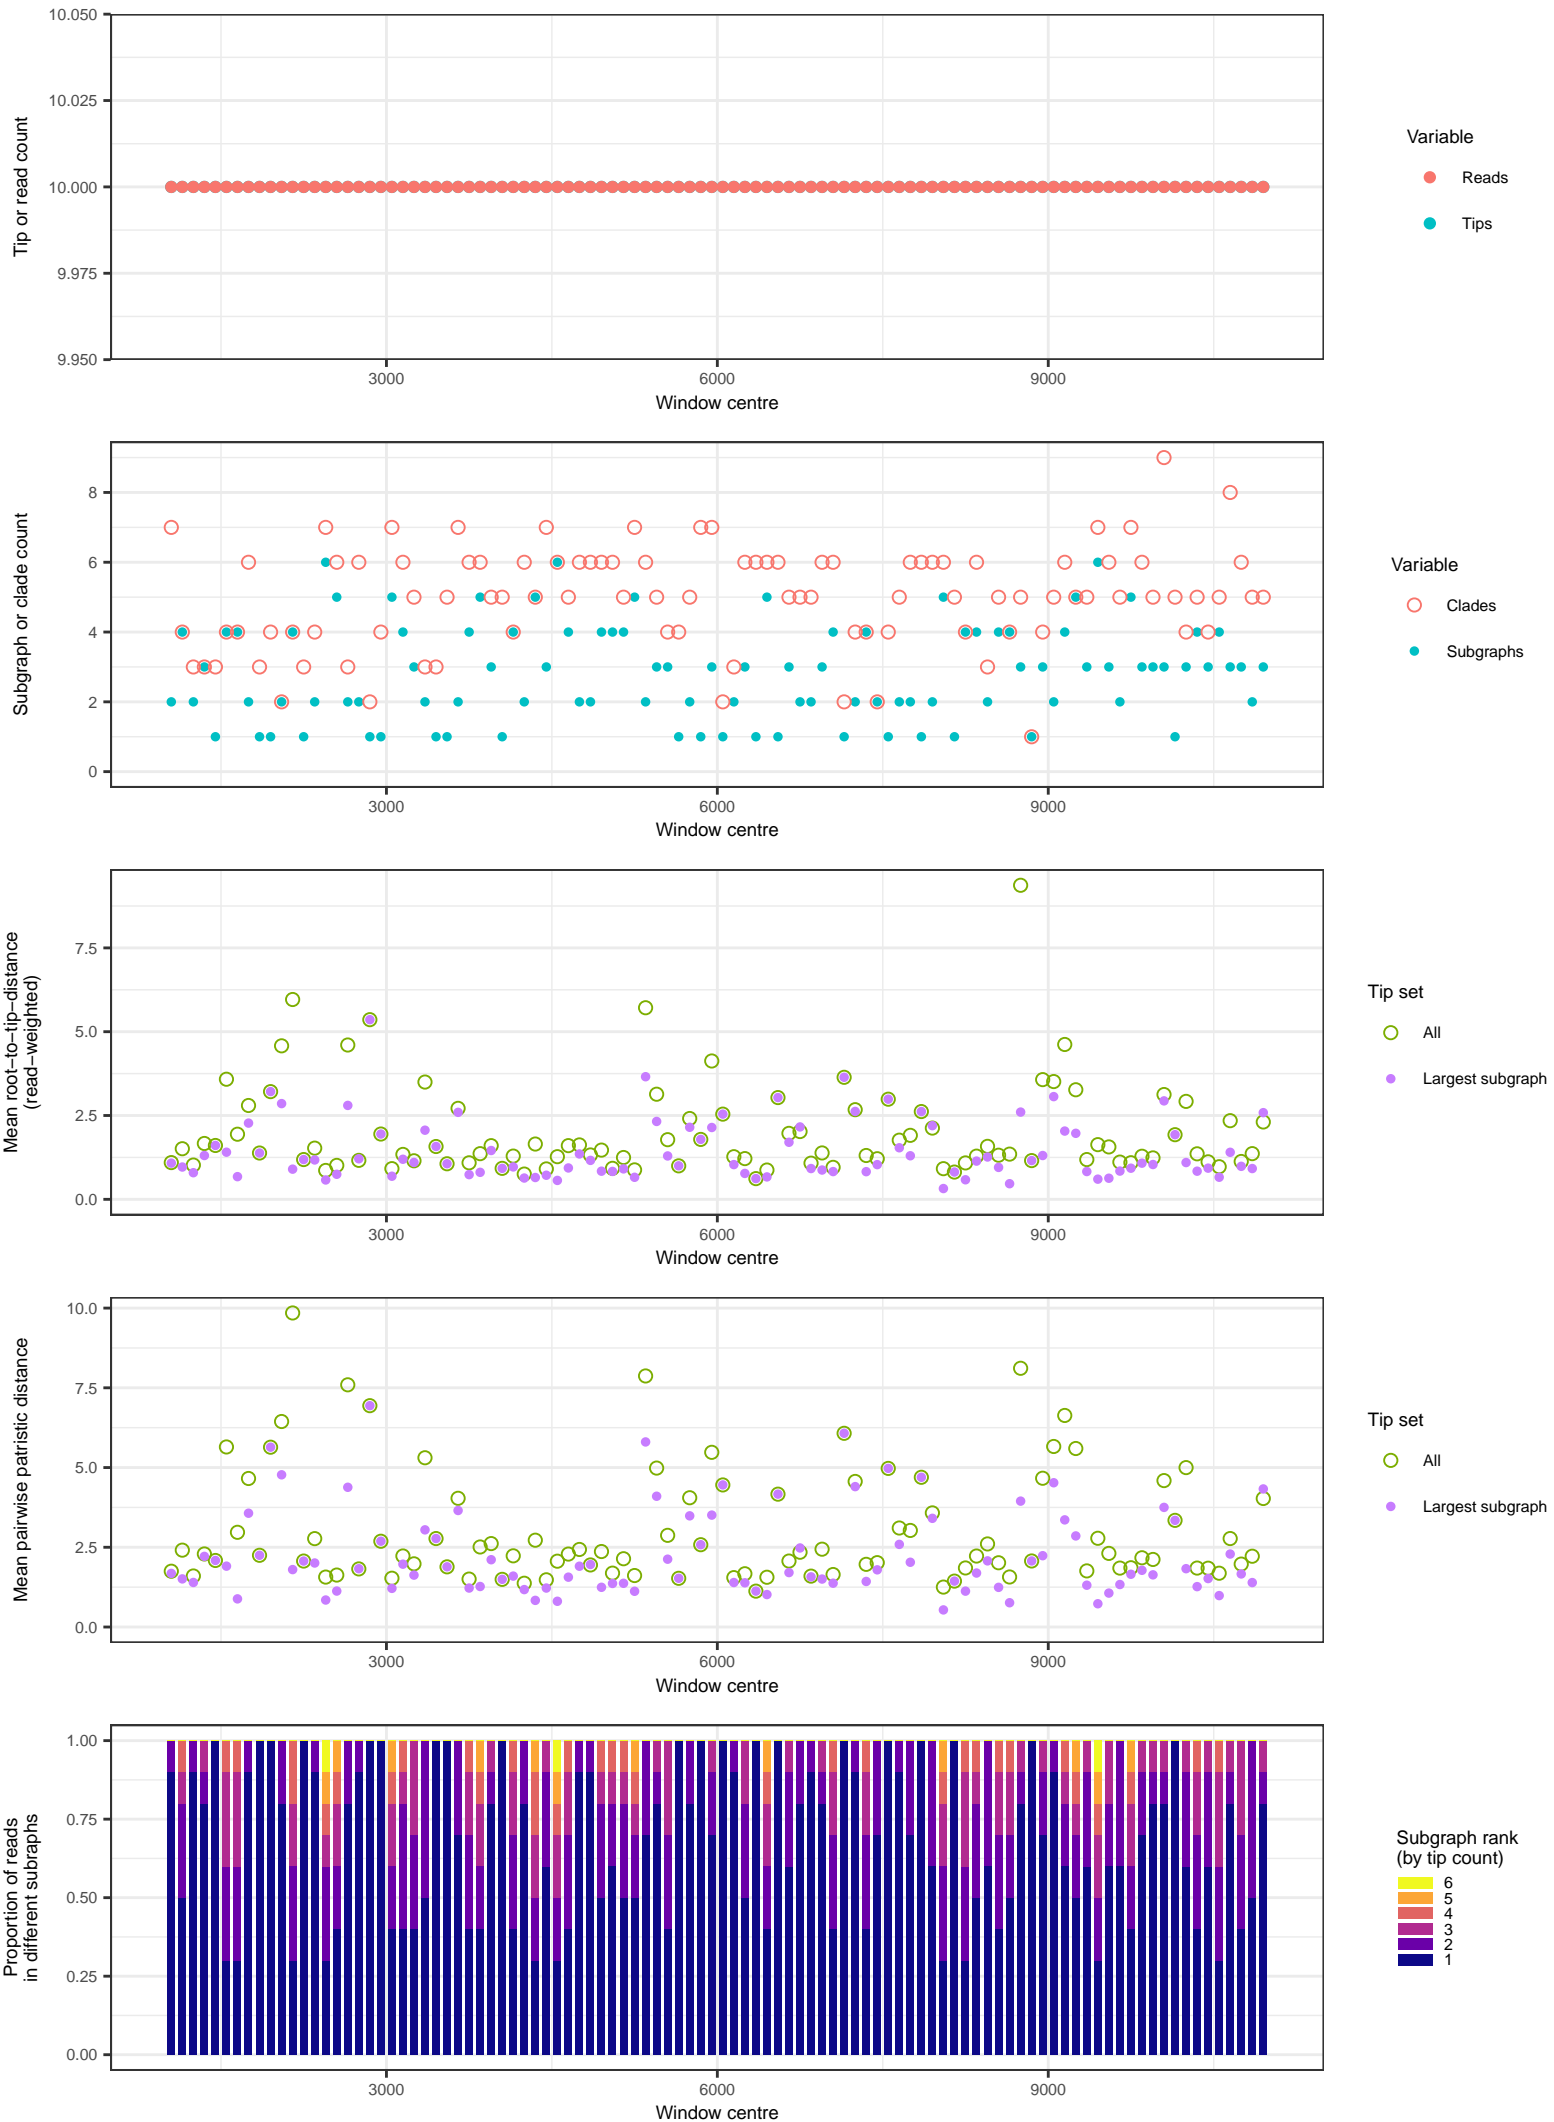 10.050
10.025
10.000
9.975
9.950
Tip or read count
3000 6000 9000
Window centre
Variable
Reads
Tips
8
6
4
2
0
Subgraph or clade count
3000 6000 9000
Window centre
Variable
Clades
Subgraphs
7.5
5.0
2.5
0.0
Mean root−to−tip−distance
(read−weighted)
3000 6000 9000
Window centre
Tip set
All
Largest subgraph
10.0
7.5
5.0
2.5
0.0
Mean pairwise patristic distance
3000 6000 9000
Window centre
Tip set
All
Largest subgraph
1.00
0.75
0.50
0.25
0.00
Proportion of reads
in different subraphs
3000 6000 9000
Window centre
Subgraph rank
(by tip count)
6
5
4
3
2
1